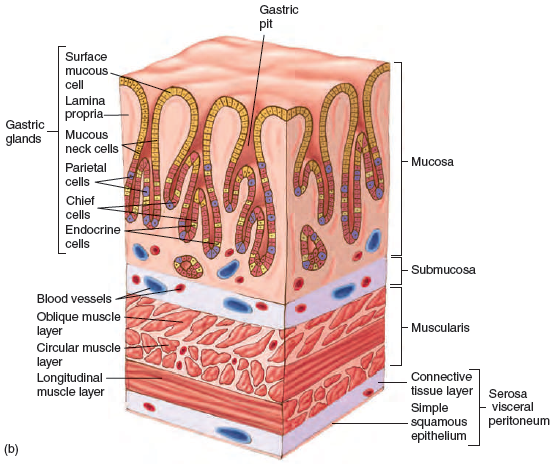 Gastric
pit
Gastric
glands
Surface
mucous
cell
Lamina
propria
Mucous
neck cells
Parietal
cells
Chief
cells
Endocrine
cells
Blood vessels
Oblique muscle
layer
Circular muscle
layer
Longitudinal
muscle layer
Mucosa
Submucosa
Muscularis
Connective
tissue layer
Simple
squamous
epithelium
Serosa
visceral
peritoneum
(b)